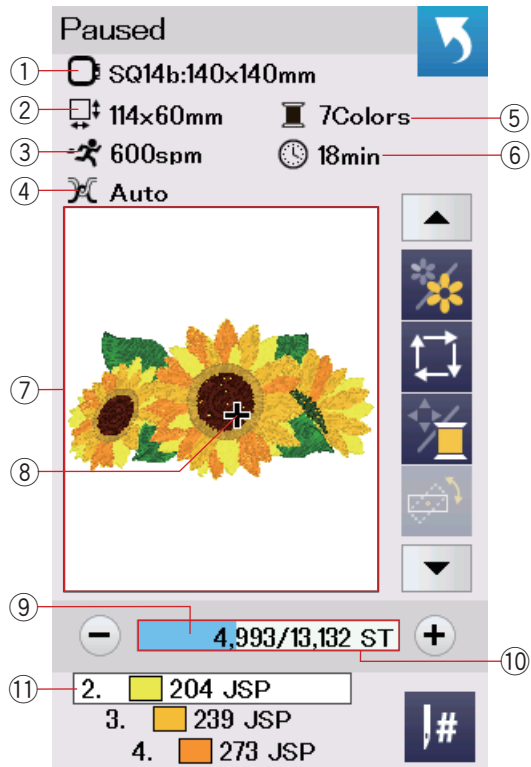 Paused
① SQ14b:140x140mm
② 114x60mm 7Colors ⑤
③ 600spm 18min ⑥
④ Auto
⑦
⑧
⑨ − 4,993/13,132 ST +
⑩
⑪ 2. 204 JSP
3. 239 JSP #
4. 273 JSP